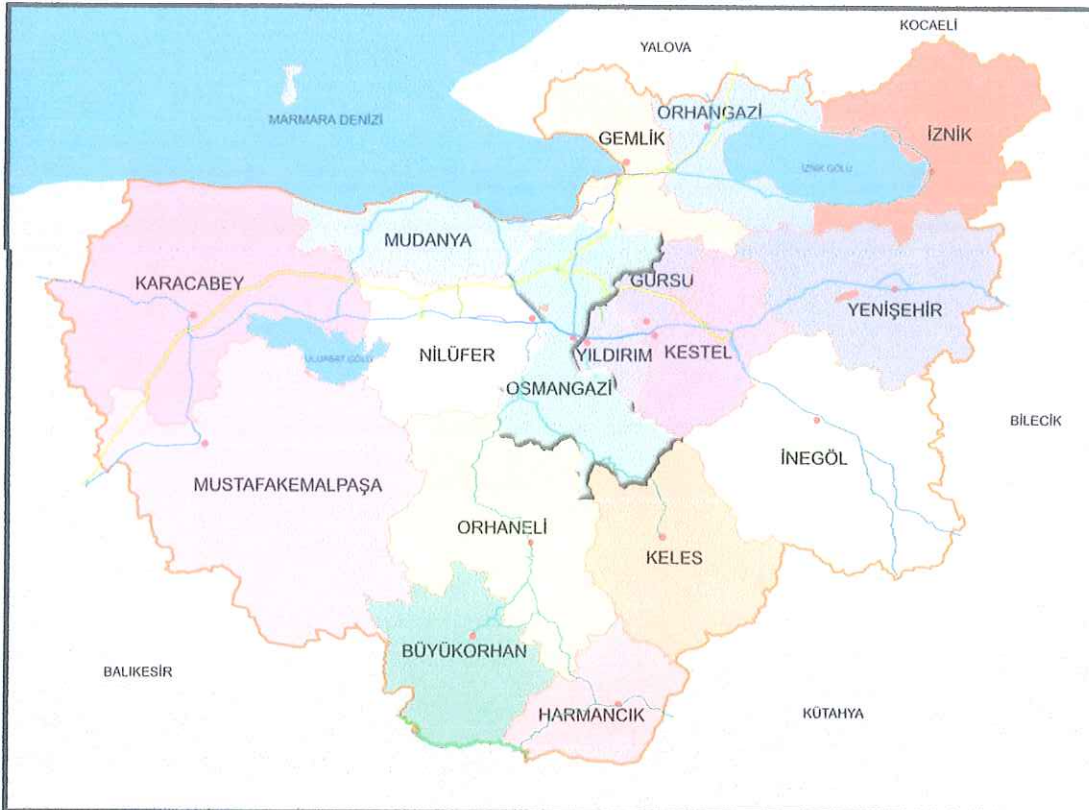 KOCAELİ
YALOVA
ORHANGAZİ
MARMARA DENİZİ
GEMLİK
İZNİK
İZNİK GÖLÜ
MUDANYA
KARACABEY
GÜRSU
YENİŞEHİR
ULUABAT GÖLÜ
NİLÜFER
YILDIRIM
KESTEL
OSMANGAZİ
BİLECİK
İNEGÖL
MUSTAFAKEMALPAŞA
ORHANELİ
KELES
BÜYÜKORHAN
BALIKESİR
HARMANCIK
KÜTAHYA